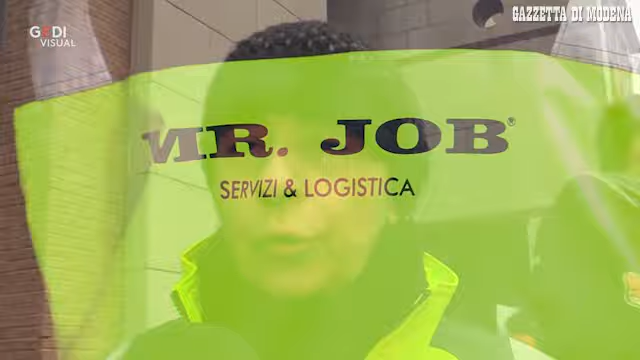 GEDI
VISUAL
GAZZETTA DI MODENA
MR. JOB®
SERVIZI & LOGISTICA